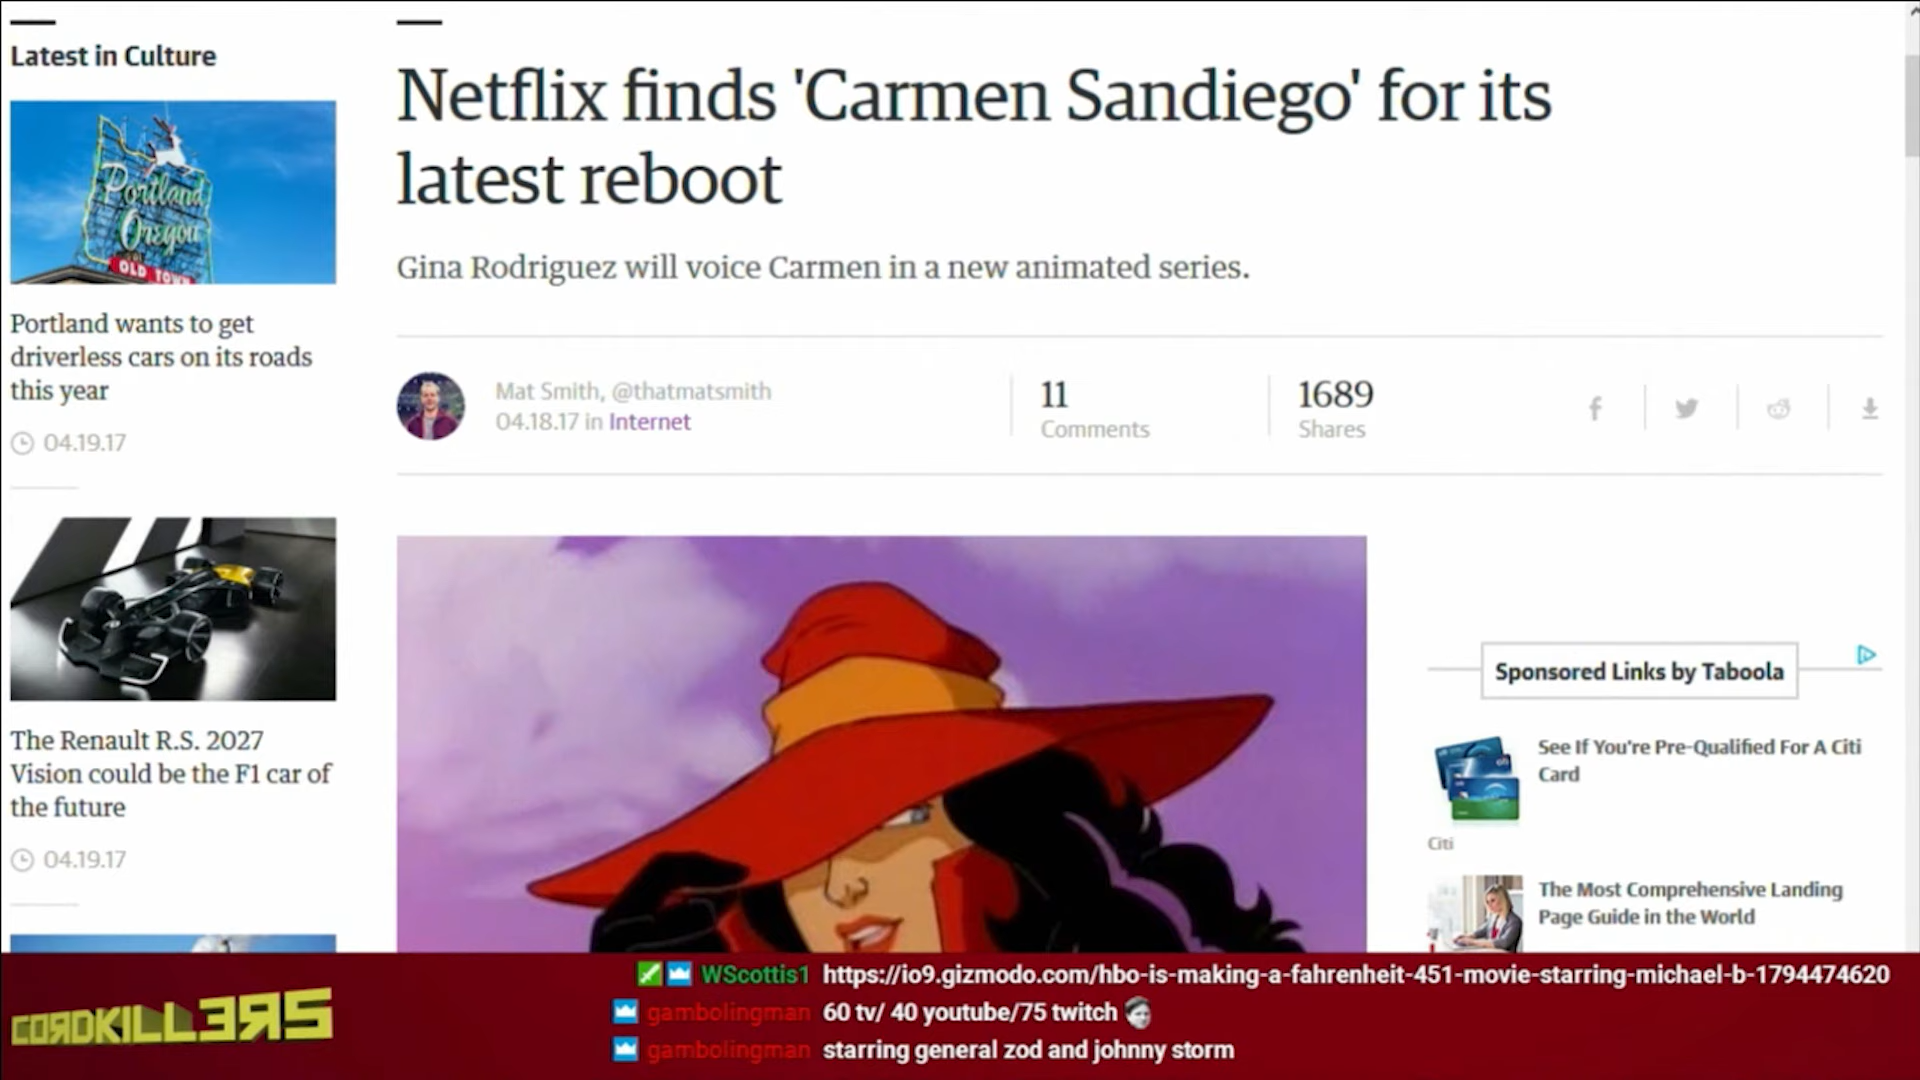 Latest in Culture
Portland
Oregon
OLD TOWN
Portland wants to get
driverless cars on its roads
this year
04.19.17
The Renault R.S. 2027
Vision could be the F1 car of
the future
04.19.17
Netflix finds 'Carmen Sandiego' for its
latest reboot
Gina Rodriguez will voice Carmen in a new animated series.
Mat Smith, @thatmatsmith
04.18.17 in Internet
11
Comments
1689
Shares
Sponsored Links by Taboola
See If You're Pre-Qualified For A Citi
Card
Citi
The Most Comprehensive Landing
Page Guide in the World
CORDKILLERS
WScottis1 https://io9.gizmodo.com/hbo-is-making-a-fahrenheit-451-movie-starring-michael-b-1794474620
gambolingman 60 tv/ 40 youtube/75 twitch
gambolingman starring general zod and johnny storm